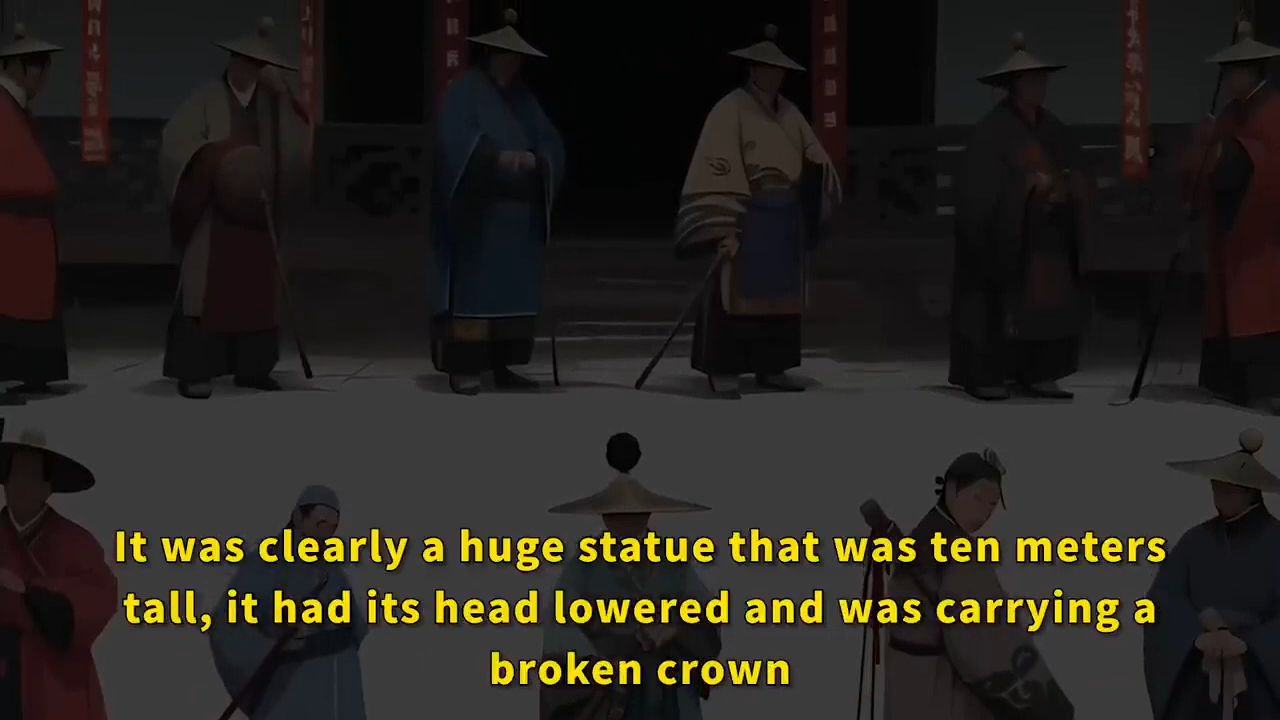 It was clearly a huge statue that was ten meters
tall, it had its head lowered and was carrying a
broken crown